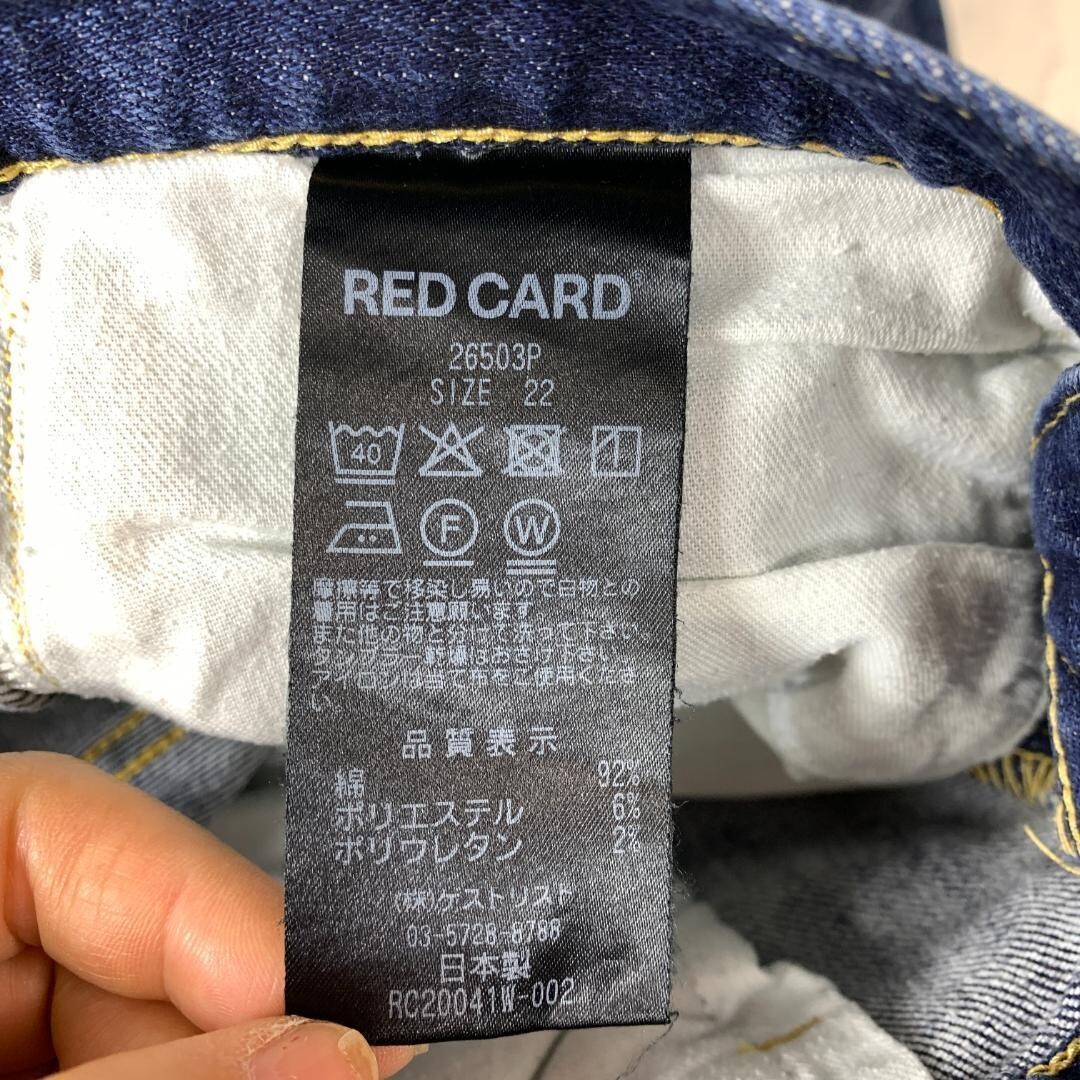 RED CARD®
26503P
SIZE 22
40
F W
摩擦等で移染し易いので白物との
着用はご注意願います
また他の物と分けて洗って下さい
タンブラー乾燥はおさけ下さい
アイロンは当て布をご使用くださ
い
品質表示
綿 92%
ポリエステル 6%
ポリウレタン 2%
(株)ゲストリスト
03-5728-8788
日本製
RC20041W-002